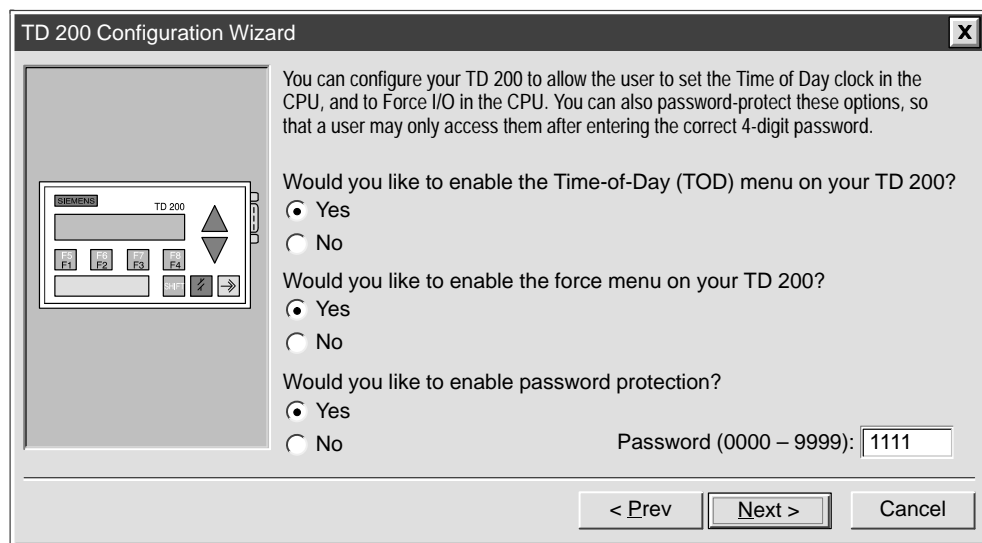 TD 200 Configuration Wizard
X
You can configure your TD 200 to allow the user to set the Time of Day clock in the
CPU, and to Force I/O in the CPU. You can also password-protect these options, so
that a user may only access them after entering the correct 4-digit password.
SIEMENS
TD 200
F5 F6 F7 F8
F1 F2 F3 F4
SHIFT
Would you like to enable the Time-of-Day (TOD) menu on your TD 200?
Yes
No
Would you like to enable the force menu on your TD 200?
Yes
No
Would you like to enable password protection?
Yes
No
Password (0000 – 9999): 1111
< Prev Next > Cancel